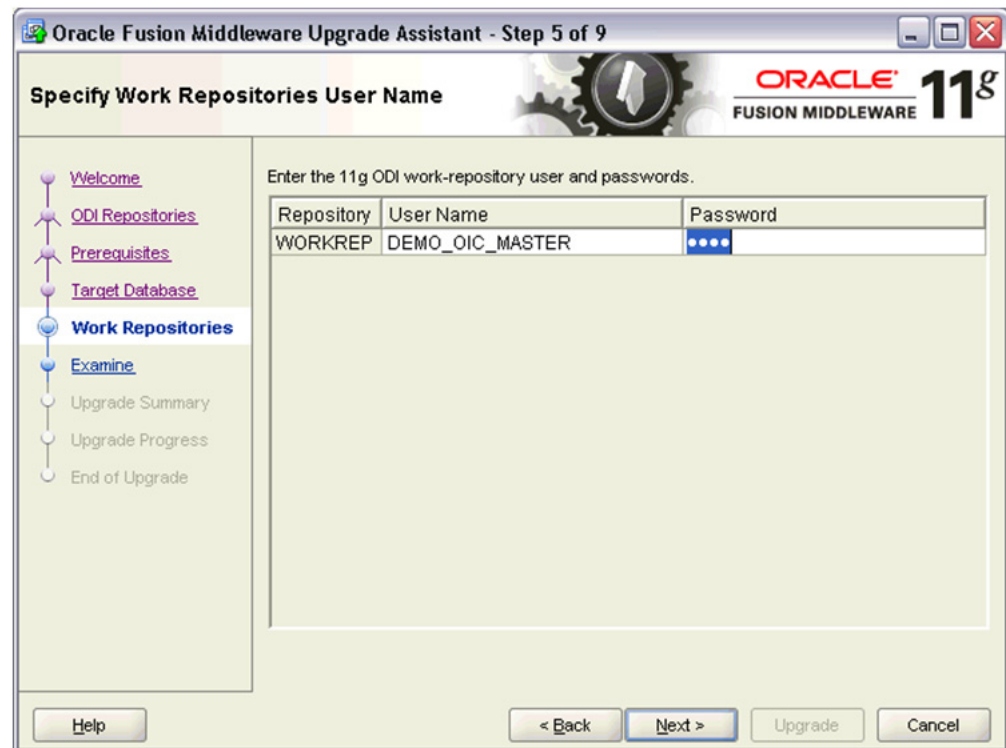 Oracle Fusion Middleware Upgrade Assistant - Step 5 of 9
Specify Work Repositories User Name
ORACLE
FUSION MIDDLEWARE
11g
Welcome
ODI Repositories
Prerequisites
Target Database
Work Repositories
Examine
Upgrade Summary
Upgrade Progress
End of Upgrade
Enter the 11g ODI work-repository user and passwords.
Repository User Name Password
WORKREP DEMO_OIC_MASTER ••••
Help < Back Next > Upgrade Cancel